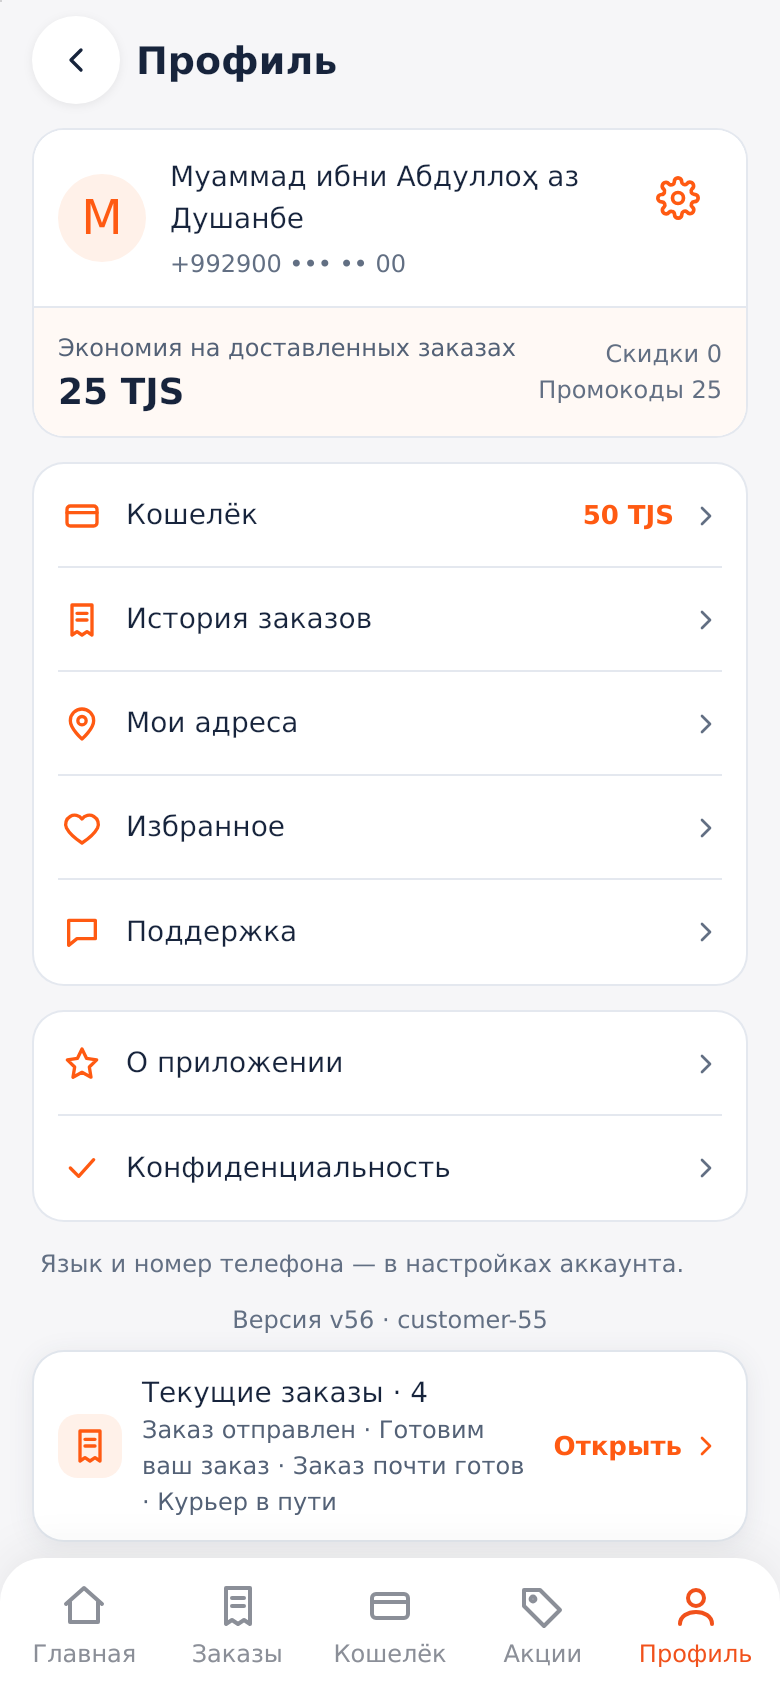 Профиль
М
Муаммад ибни Абдуллоҳ аз
Душанбе
+992900 ••• •• 00
Экономия на доставленных заказах
25 TJS
Скидки 0
Промокоды 25
Кошелёк
50 TJS
История заказов
Мои адреса
Избранное
Поддержка
О приложении
Конфиденциальность
Язык и номер телефона — в настройках аккаунта.
Версия v56 · customer-55
Текущие заказы · 4
Заказ отправлен · Готовим
ваш заказ · Заказ почти готов
· Курьер в пути
Открыть
Главная
Заказы
Кошелёк
Акции
Профиль